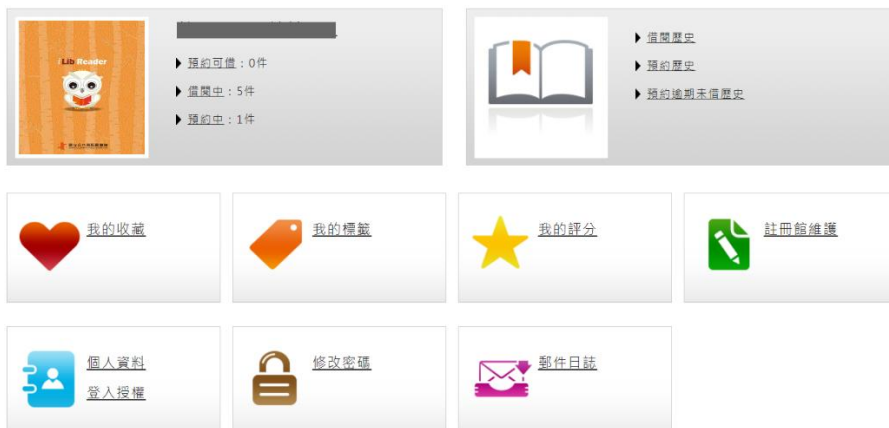 iLib Reader
預約可借：0件
借閱中：5件
預約中：1件
借閱歷史
預約歷史
預約逾期未借歷史
我的收藏
我的標籤
我的評分
註冊館維護
個人資料
登入授權
修改密碼
郵件日誌